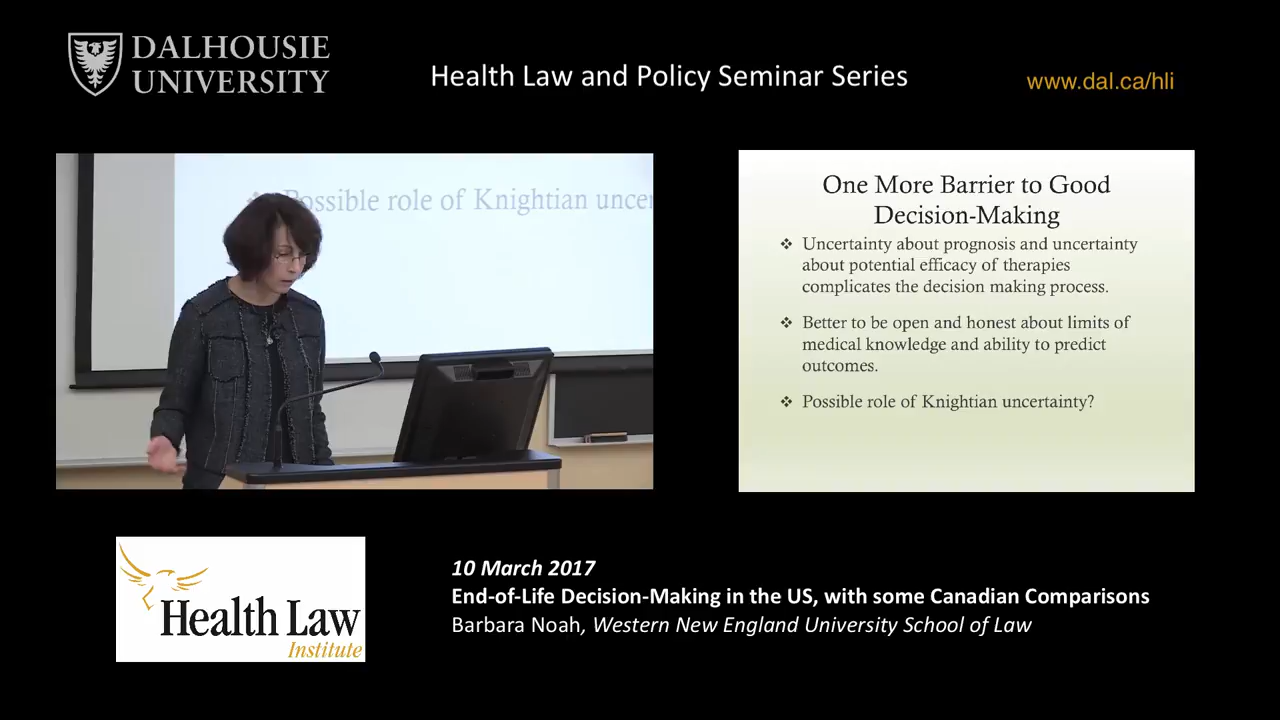 DALHOUSIE
UNIVERSITY
Health Law and Policy Seminar Series
www.dal.ca/hli
Possible role of Knightian uncer
One More Barrier to Good
Decision-Making
❖ Uncertainty about prognosis and uncertainty
about potential efficacy of therapies
complicates the decision making process.
❖ Better to be open and honest about limits of
medical knowledge and ability to predict
outcomes.
❖ Possible role of Knightian uncertainty?
Health Law
Institute
10 March 2017
End-of-Life Decision-Making in the US, with some Canadian Comparisons
Barbara Noah, Western New England University School of Law